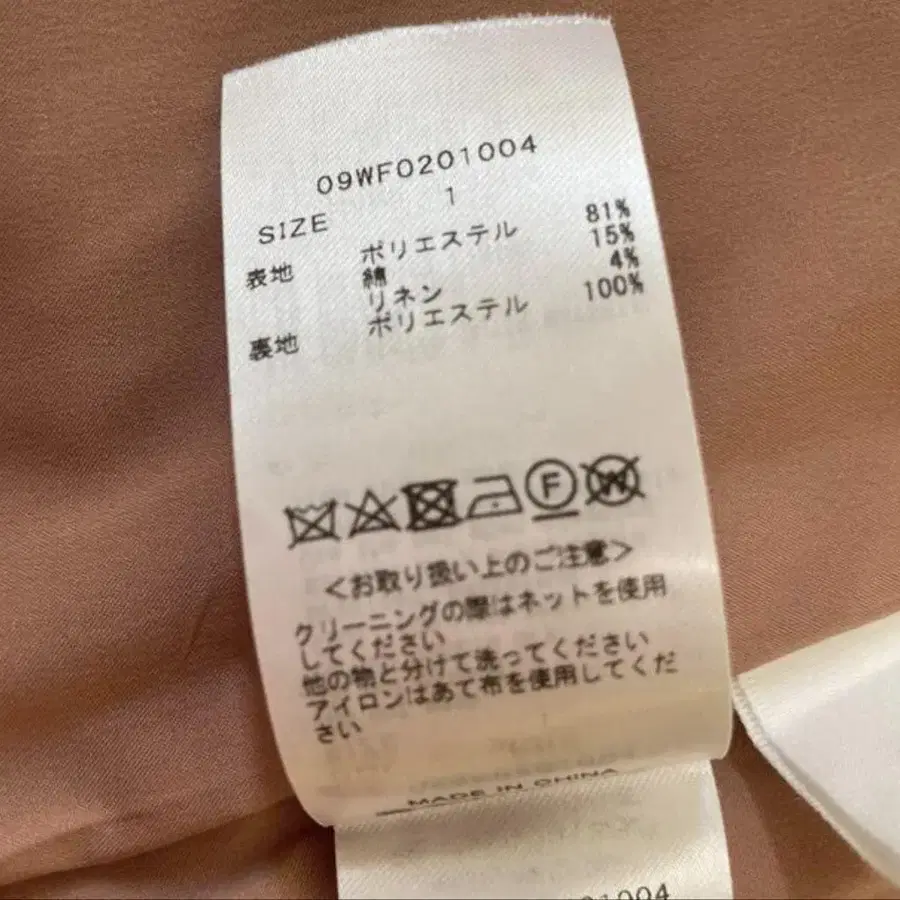 09WF0201004
SIZE 1
表地 ポリエステル 81%
綿 15%
リネン 4%
裏地 ポリエステル 100%
F
W
<お取り扱い上のご注意>
クリーニングの際はネットを使用
してください
他の物と分けて洗ってください
アイロンはあて布を使用してくだ
さい
MADE IN CHINA
01004